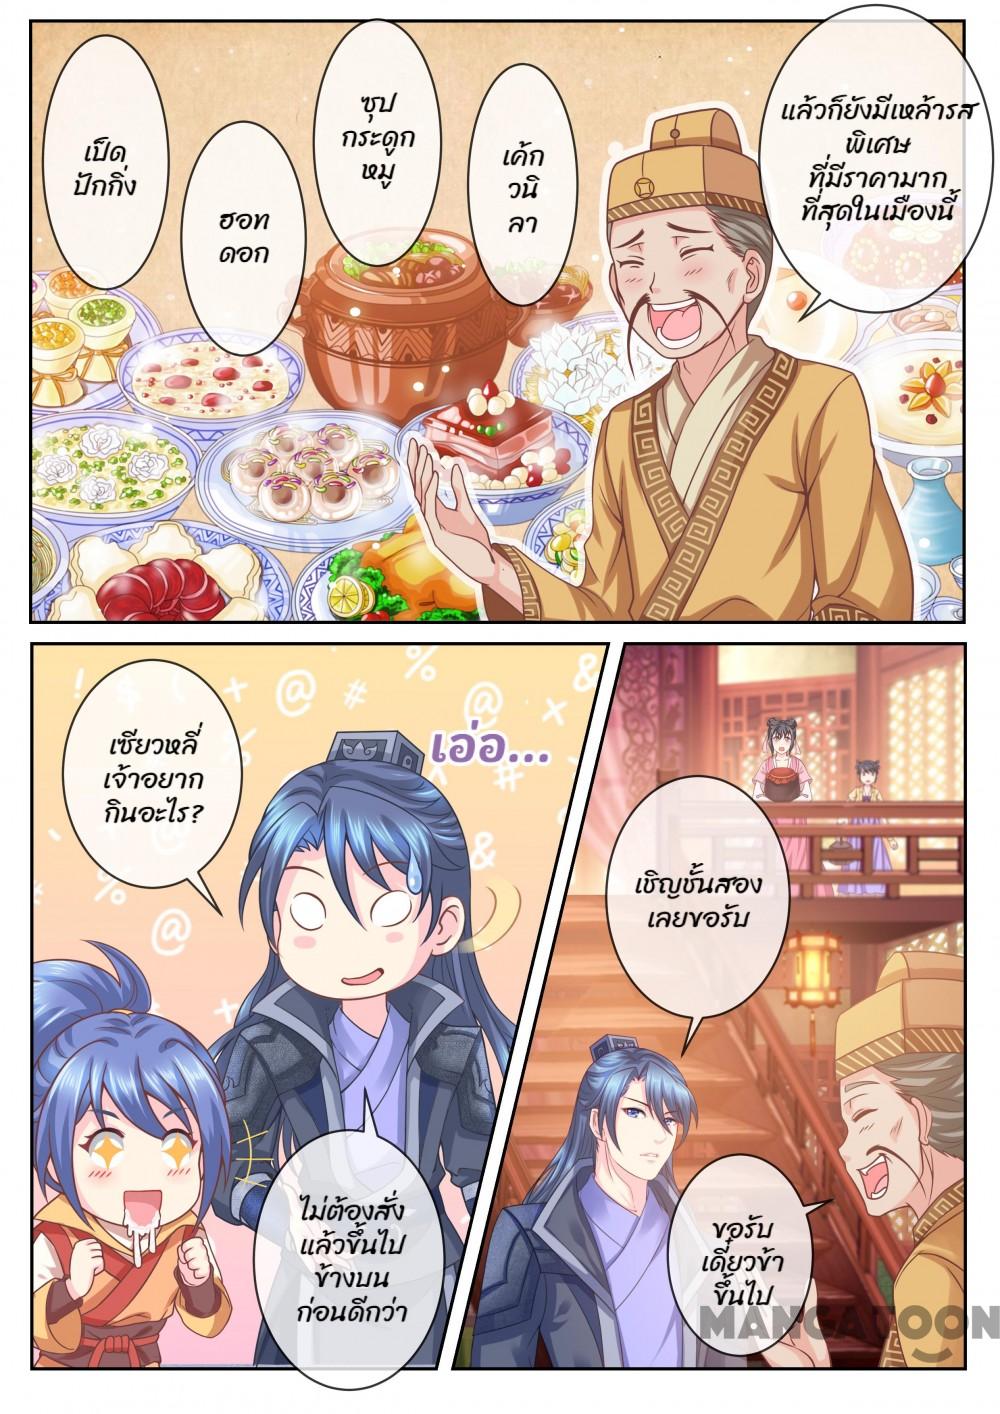 เป็ด
ปักกิ่ง
ฮอท
ดอก
ซุป
กระดูก
หมู
เค้ก
วนิ
ลา
แล้วก็ยังมีเหล้ารส
พิเศษ
ที่มีราคามาก
ที่สุดในเมืองนี้
เซียวหลี่
เจ้าอยาก
กินอะไร?
เอ่อ...
ไม่ต้องสั่ง
แล้วขึ้นไป
ข้างบน
ก่อนดีกว่า
เชิญชั้นสอง
เลยขอรับ
ขอรับ
เดี๋ยวข้า
ขึ้นไป
MANGATOON